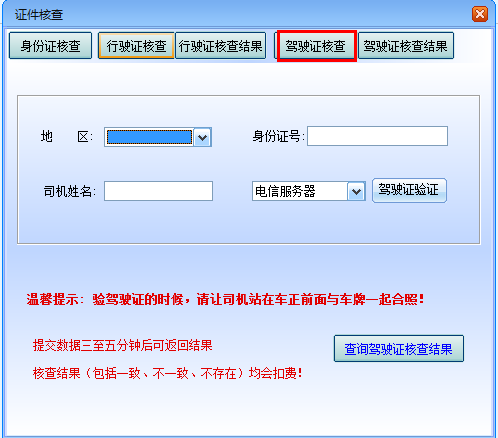 证件核查
身份证核查 行驶证核查 行驶证核查结果 驾驶证核查 驾驶证核查结果
地 区: 身份证号:
司机姓名: 电信服务器 驾驶证验证
温馨提示: 验驾驶证的时候, 请让司机站在车正前面与车牌一起合照!
提交数据三至五分钟后可返回结果
查询驾驶证核查结果
核查结果（包括一致、不一致、不存在）均会扣费!